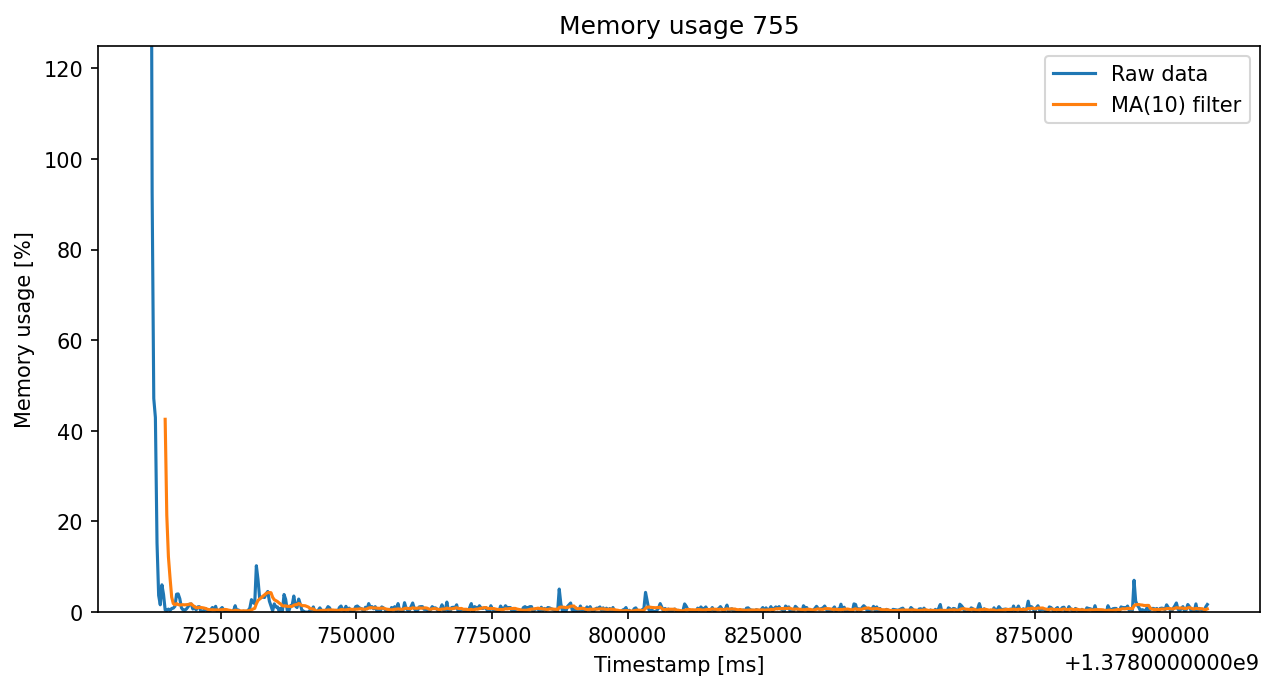 Memory usage 755
Raw data
MA(10) filter
Memory usage [%]
120
100
80
60
40
20
0
725000 750000 775000 800000 825000 850000 875000 900000
+1.3780000000e9
Timestamp [ms]